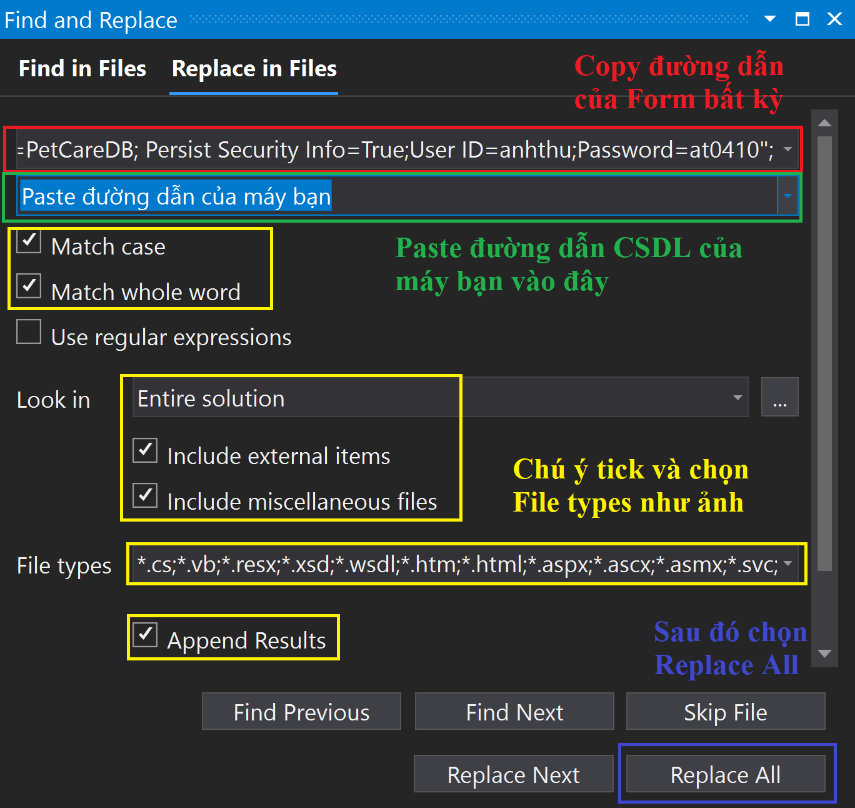 Find and Replace
Find in Files
Replace in Files
Copy đường dẫn
của Form bất kỳ
=PetCareDB; Persist Security Info=True;User ID=anhthu;Password=at0410";
Paste đường dẫn của máy bạn
Match case
Paste đường dẫn CSDL của
máy bạn vào đây
Match whole word
Use regular expressions
Look in
Entire solution
...
Include external items
Include miscellaneous files
Chú ý tick và chọn
File types như ảnh
File types
*.cs;*.vb;*.resx;*.xsd;*.wsdl;*.htm;*.html;*.aspx;*.ascx;*.asmx;*.svc;
Append Results
Sau đó chọn
Replace All
Find Previous
Find Next
Skip File
Replace Next
Replace All